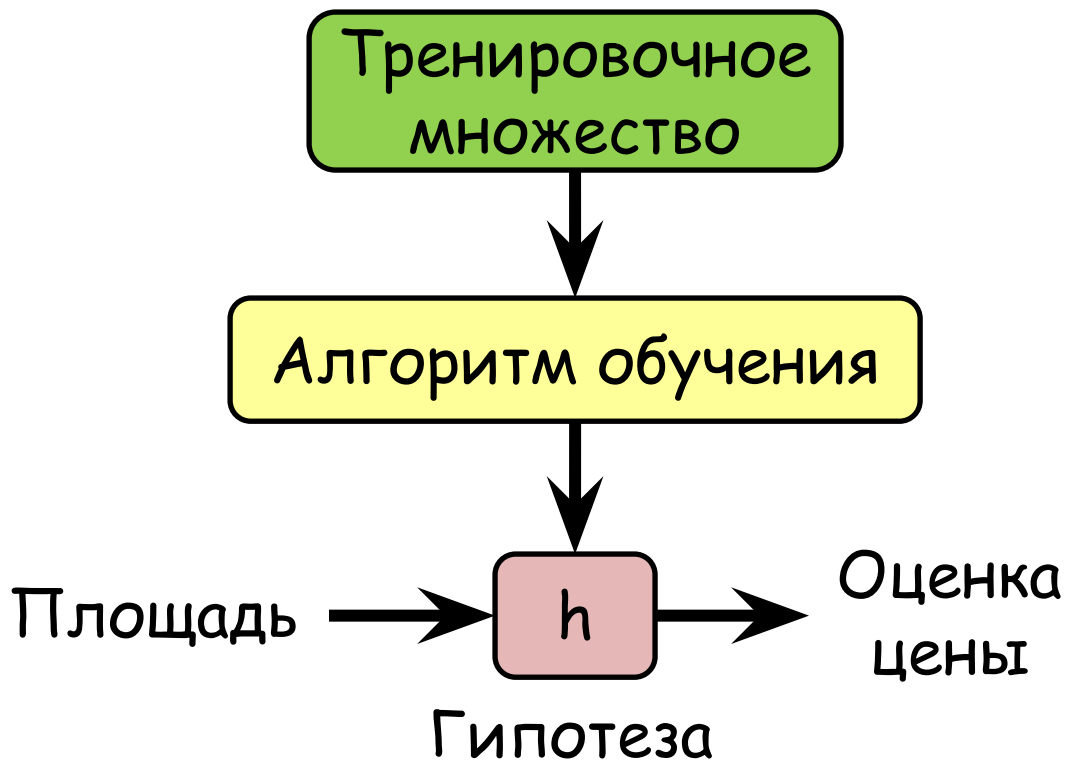 Тренировочное
множество
Алгоритм обучения
Площадь
h
Оценка
цены
Гипотеза